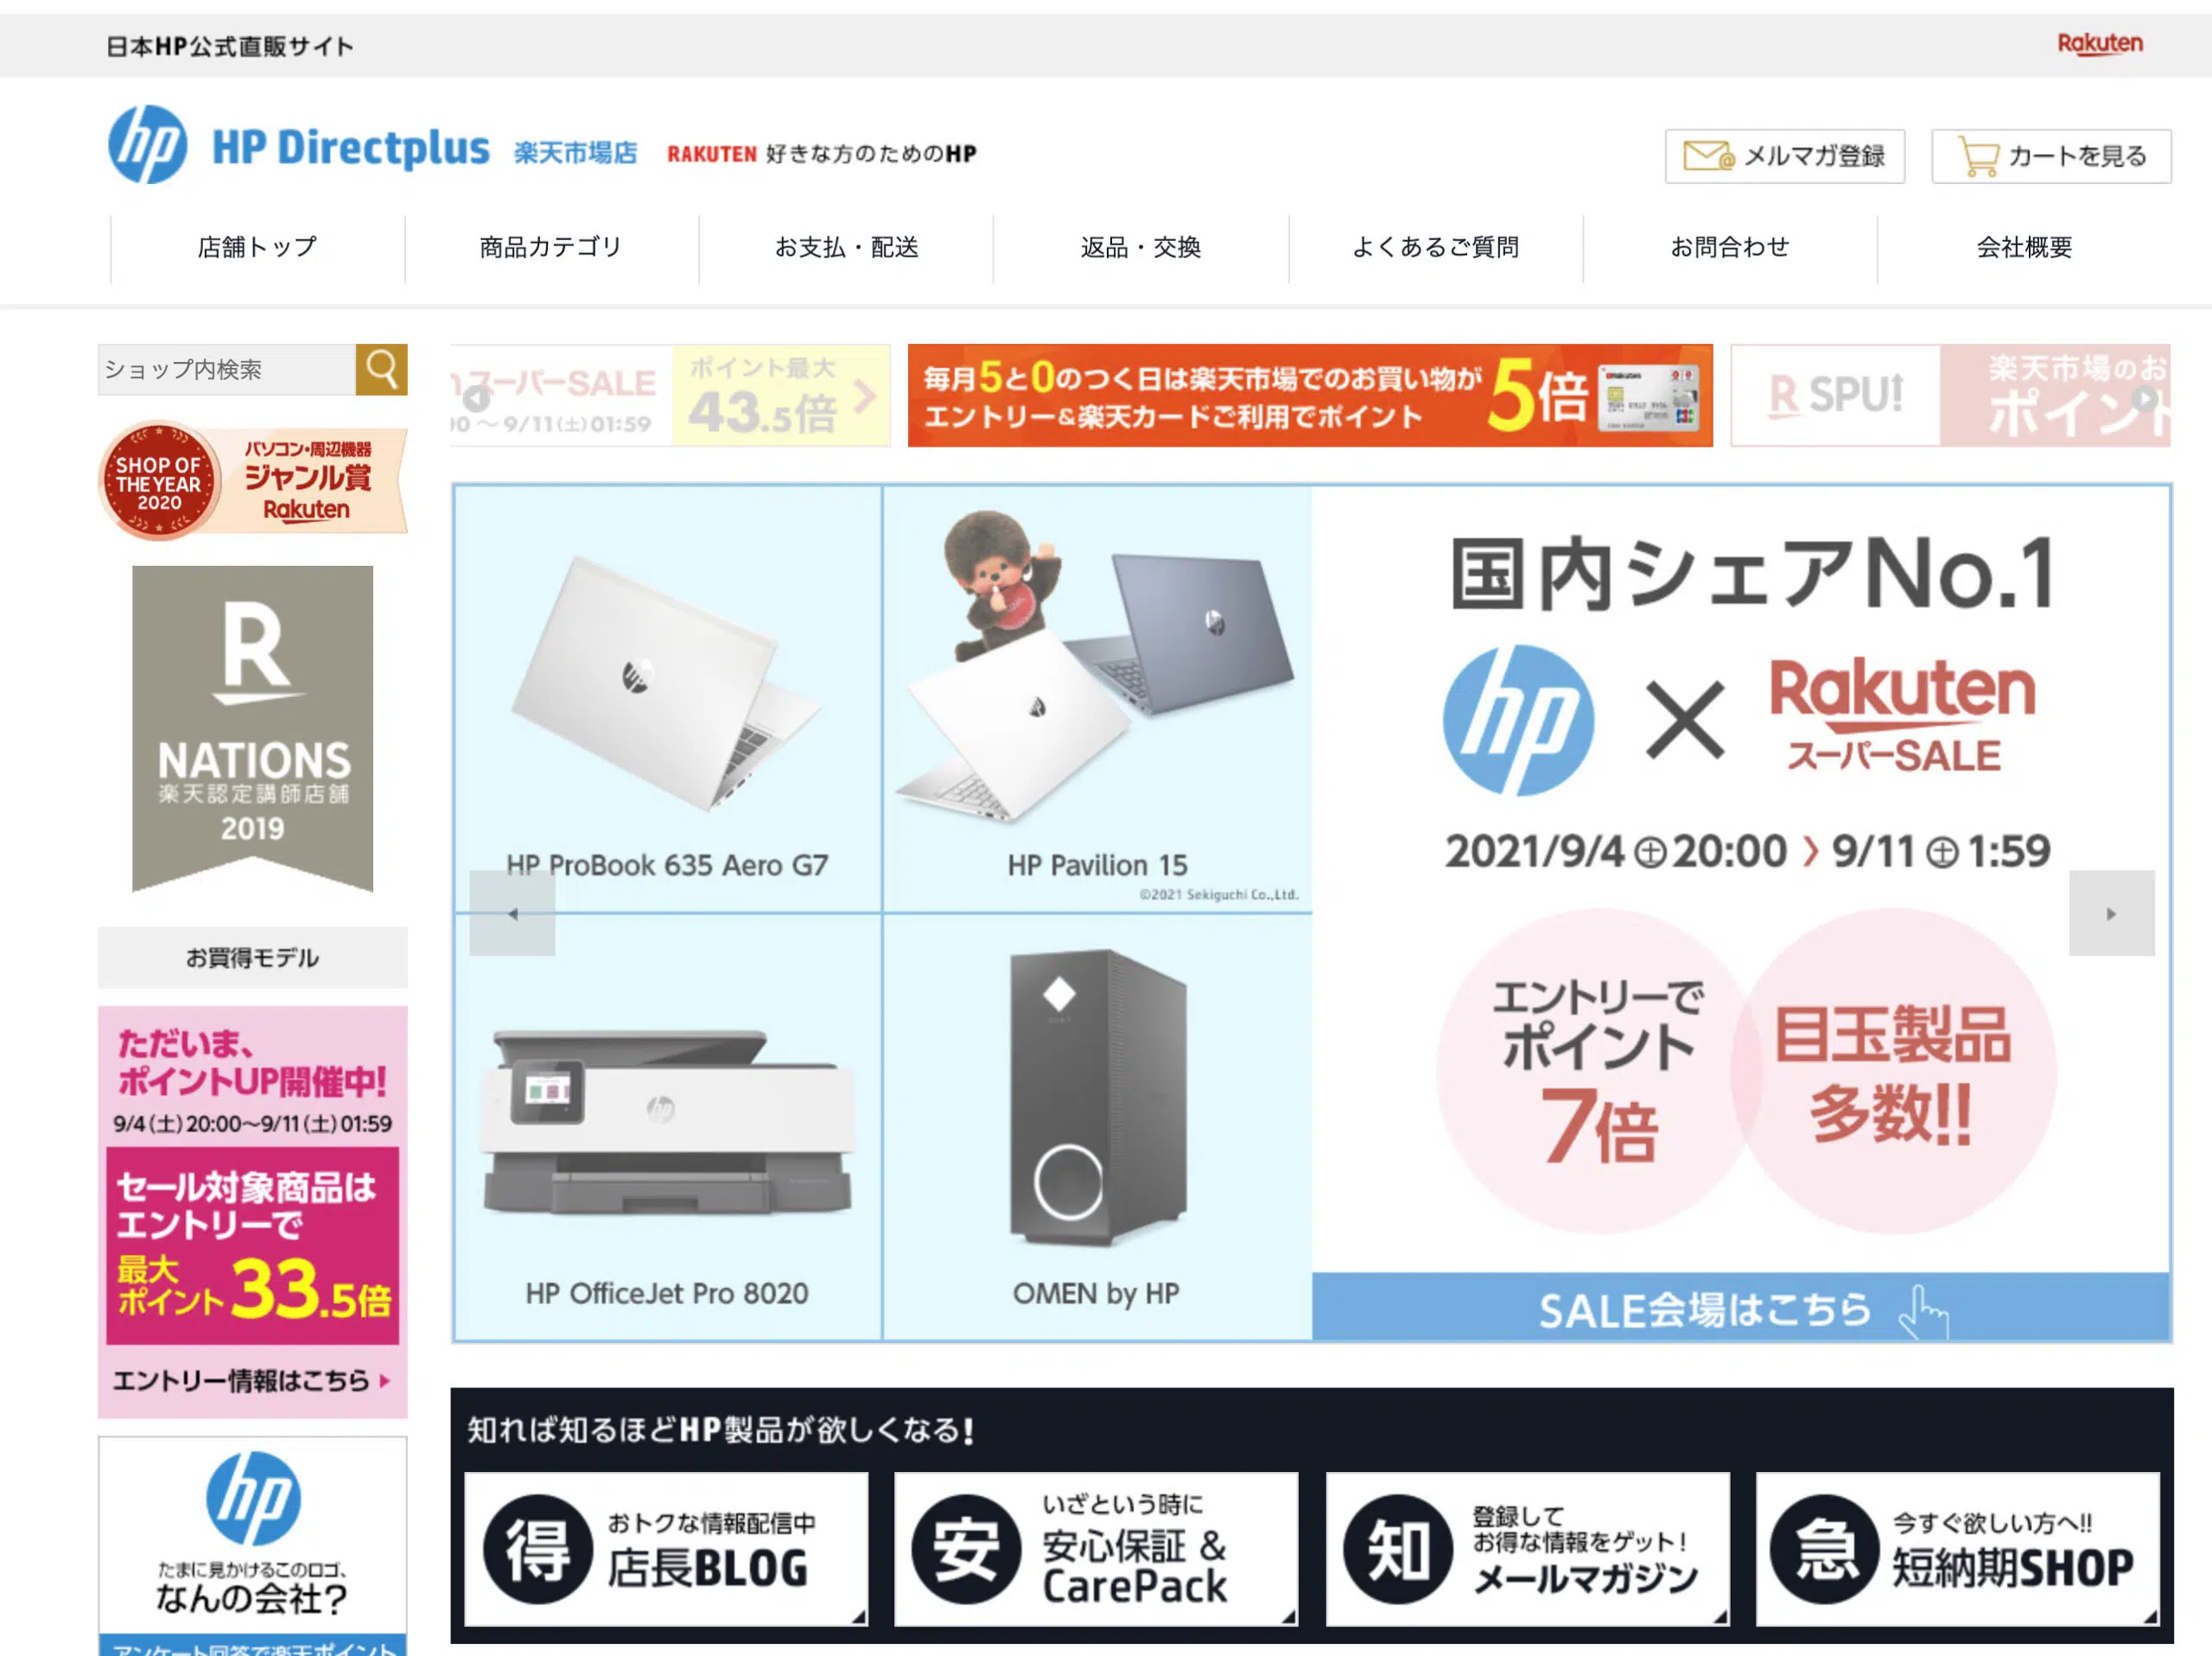 日本HP公式直販サイト
Rakuten
hp HP Directplus 楽天市場店 RAKUTEN 好きな方のためのHP
メルマガ登録
カートを見る
店舗トップ
商品カテゴリ
お支払・配送
返品・交換
よくあるご質問
お問合わせ
会社概要
ショップ内検索
SHOP OF
THE YEAR
2020
パソコン・周辺機器
ジャンル賞
Rakuten
R
NATIONS
楽天認定講師店舗
2019
お買得モデル
ただいま、
ポイントUP開催中!
9/4(土)20:00〜9/11(土)01:59
セール対象商品は
エントリーで
最大
ポイント33.5倍
エントリー情報はこちら
hp
たまに見かけるこのロゴ、
なんの会社?
アンケート回答で楽天ポイント
スーパーSALE
〜9/11(土)01:59
ポイント最大
43.5倍
毎月5と0のつく日は楽天市場でのお買い物が
エントリー&楽天カードご利用でポイント
5倍
R SPU!
楽天市場のお
ポイント
HP ProBook 635 Aero G7
HP Pavilion 15
©2021 Sekiguchi Co.,Ltd.
HP OfficeJet Pro 8020
OMEN by HP
国内シェアNo.1
hp × Rakuten
スーパーSALE
2021/9/4 土 20:00 > 9/11 土 1:59
エントリーで
ポイント
7倍
目玉製品
多数!!
SALE会場はこちら
知れば知るほどHP製品が欲しくなる!
得
おトクな情報配信中
店長BLOG
安
いざという時に
安心保証 &
CarePack
知
登録して
お得な情報をゲット!
メールマガジン
急
今すぐ欲しい方へ!!
短納期SHOP